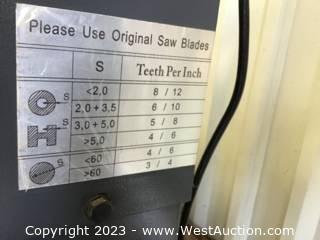 Please Use Original Saw Blades
S Teeth Per Inch
S <2,0 8 / 12
2,0 + 3,5 6 / 10
S 3,0 + 5,0 5 / 8
>5,0 4 / 6
S <60 4 / 6
>60 3 / 4
Copyright 2023 - www.WestAuction.com